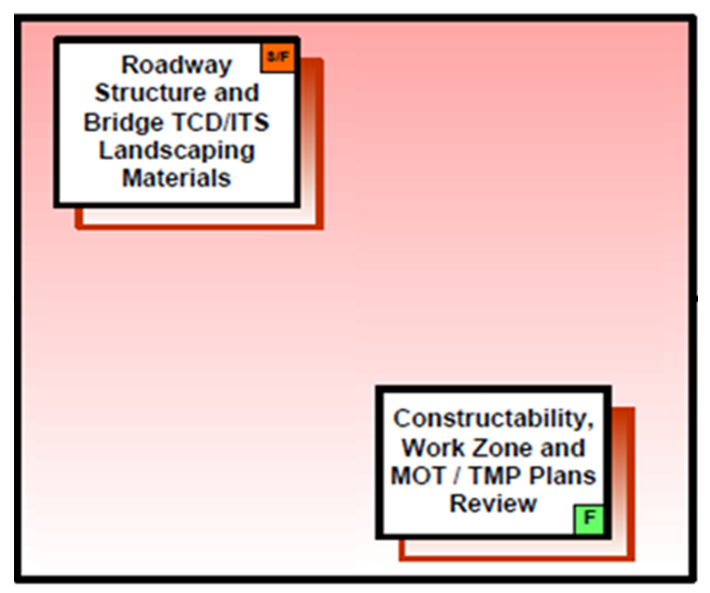 Roadway
S/F
Structure and
Bridge TCD/ITS
Landscaping
Materials
Constructability,
Work Zone and
MOT / TMP Plans
Review
F